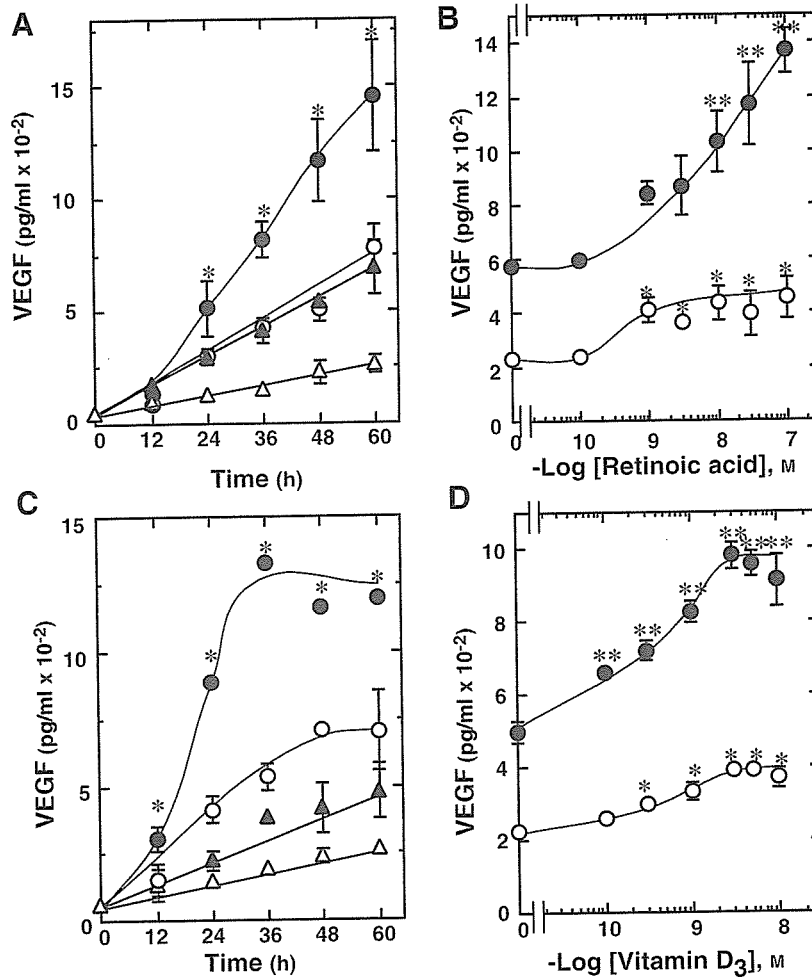 A
VEGF (pg/ml x 10-2)
15
10
5
0
* * * *
0 12 24 36 48 60
Time (h)
B
VEGF (pg/ml x 10-2)
14
12
10
8
6
4
2
0
** ** **
* * * * *
0 10 9 8 7
-Log [Retinoic acid], M
C
VEGF (pg/ml x 10-2)
15
10
5
0
* * * * *
0 12 24 36 48 60
Time (h)
D
VEGF (pg/ml x 10-2)
10
8
6
4
2
0
** ** ** ** ** **
* * * * *
0 10 9 8
-Log [Vitamin D3], M